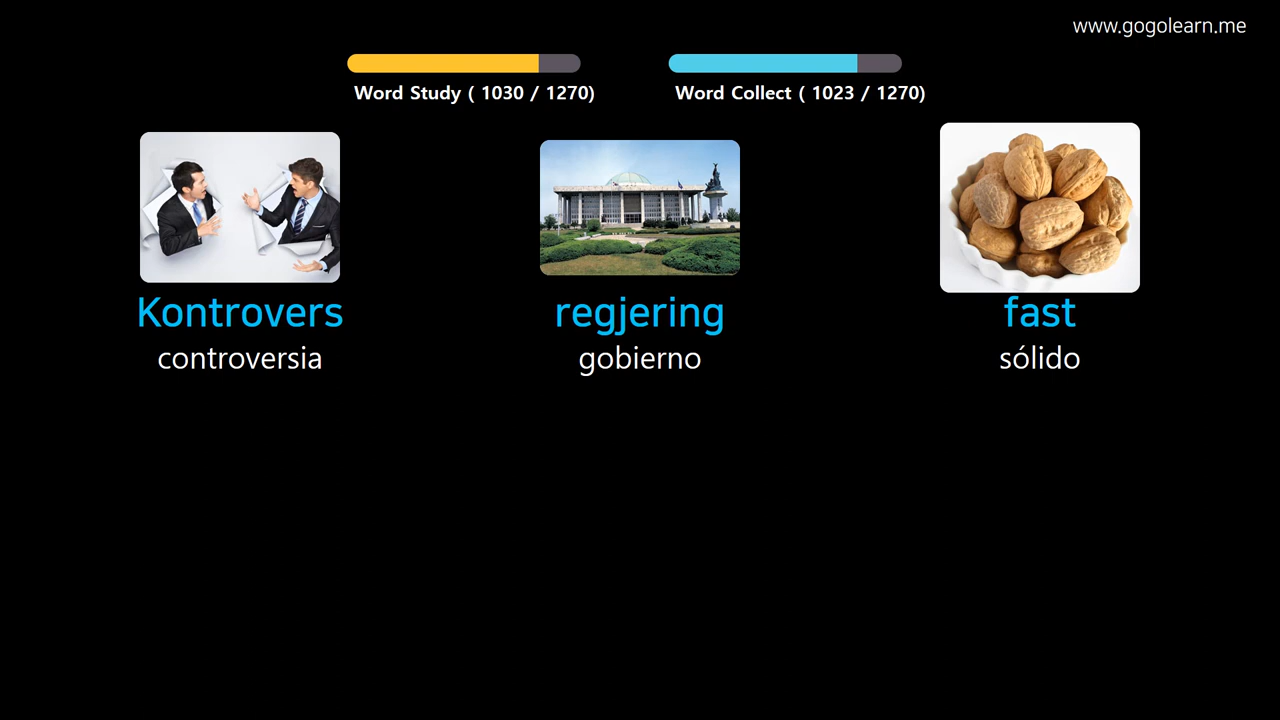 www.gogolearn.me
Word Study ( 1030 / 1270)
Word Collect ( 1023 / 1270)
Kontrovers
regjering
fast
controversia
gobierno
sólido